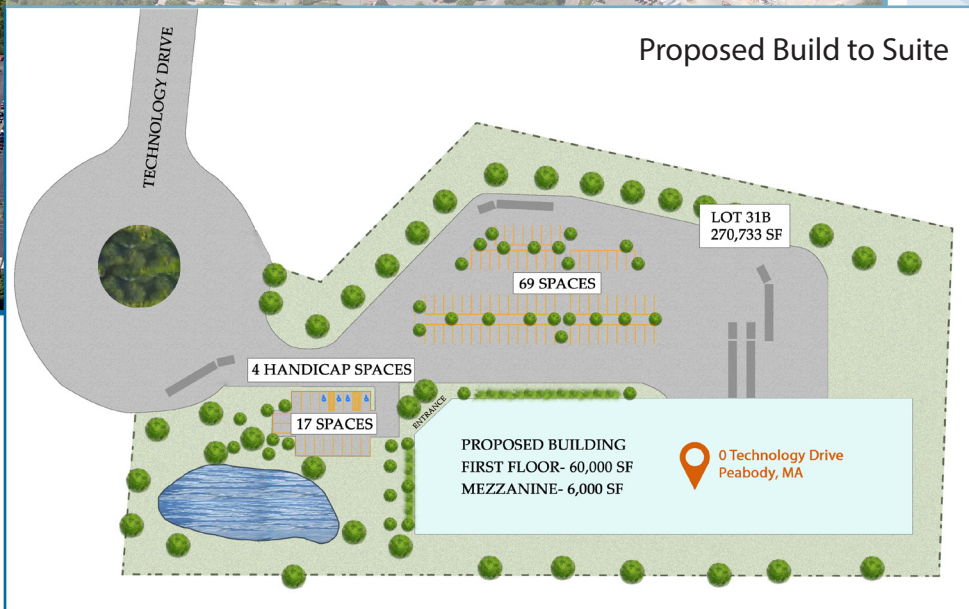 Proposed Build to Suite
TECHNOLOGY DRIVE
LOT 31B
270,733 SF
69 SPACES
4 HANDICAP SPACES
17 SPACES
ENTRANCE
PROPOSED BUILDING
FIRST FLOOR- 60,000 SF
MEZZANINE- 6,000 SF
0 Technology Drive
Peabody, MA